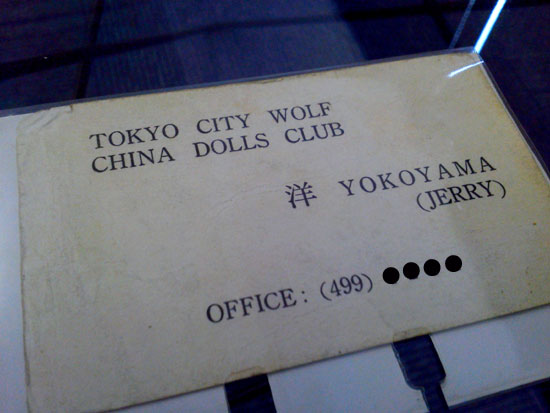 TOKYO CITY WOLF
CHINA DOLLS CLUB
洋 YOKOYAMA
(JERRY)
OFFICE: (499)